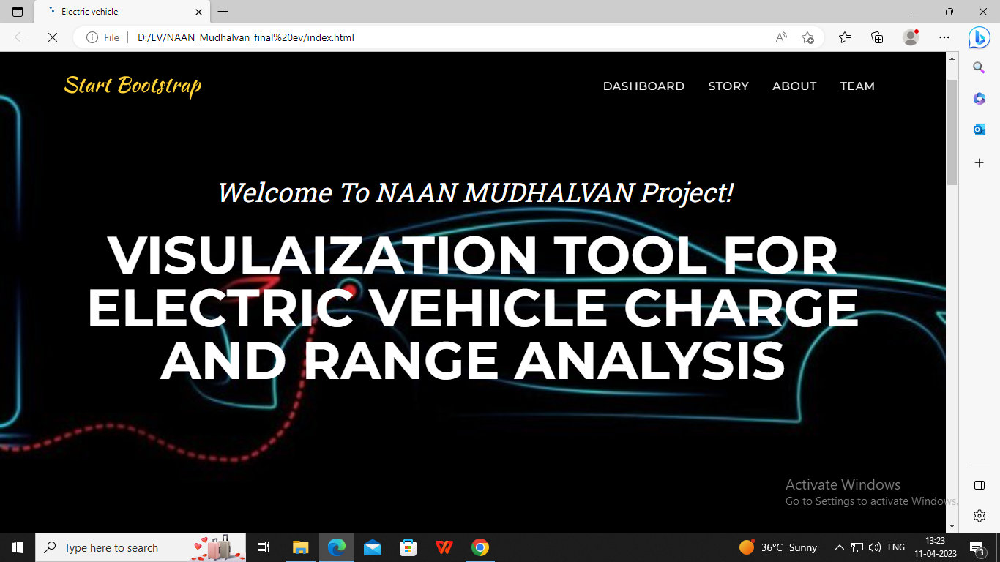 Electric vehicle
File
D:/EV/NAAN_Mudhalvan_final%20ev/index.html
Start Bootstrap
DASHBOARD STORY ABOUT TEAM
Welcome To NAAN MUDHALVAN Project!
VISULAIZATION TOOL FOR
ELECTRIC VEHICLE CHARGE
AND RANGE ANALYSIS
Activate Windows
Go to Settings to activate Windows.
Type here to search
36°C Sunny
ENG
13:23
11-04-2023
3